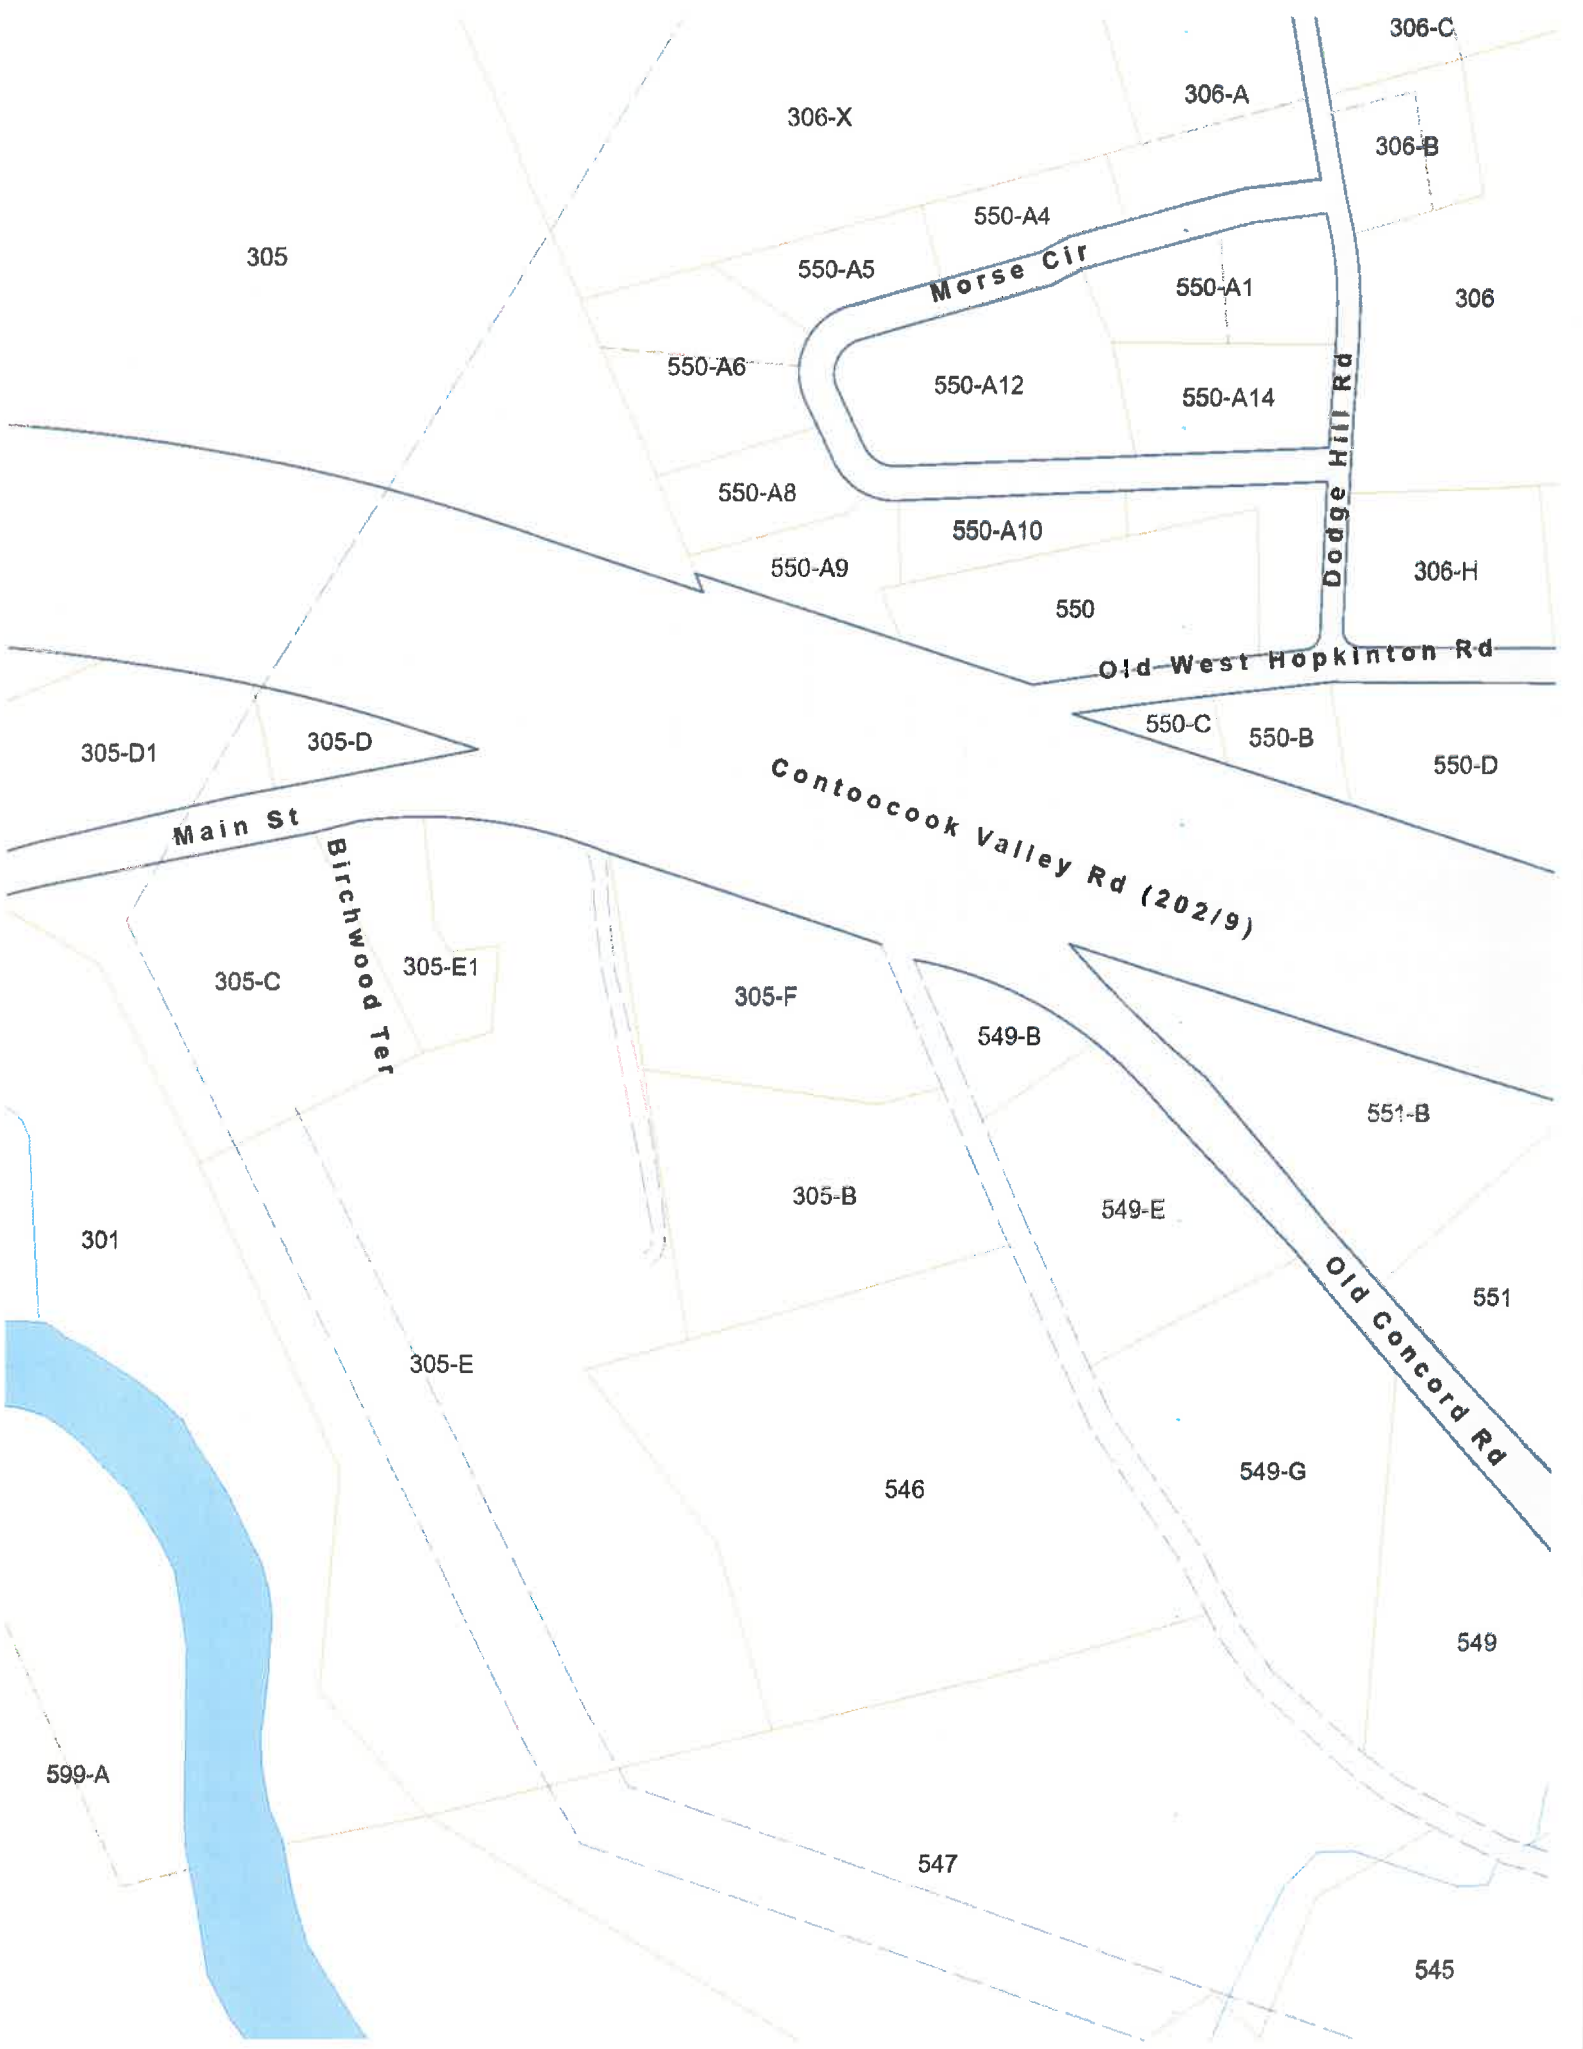 306-C
306-A
306-X
306-B
550-A4
305
550-A5
Morse Cir
550-A1
306
550-A6
550-A12
550-A14
Dodge Hill Rd
550-A8
550-A10
550-A9
306-H
550
Old West Hopkinton Rd
550-C
550-B
305-D
305-D1
550-D
Contoocook Valley Rd (202/9)
Main St
Birchwood Ter
305-C
305-E1
305-F
549-B
551-B
305-B
549-E
301
Old Concord Rd
551
305-E
549-G
546
549
599-A
547
545